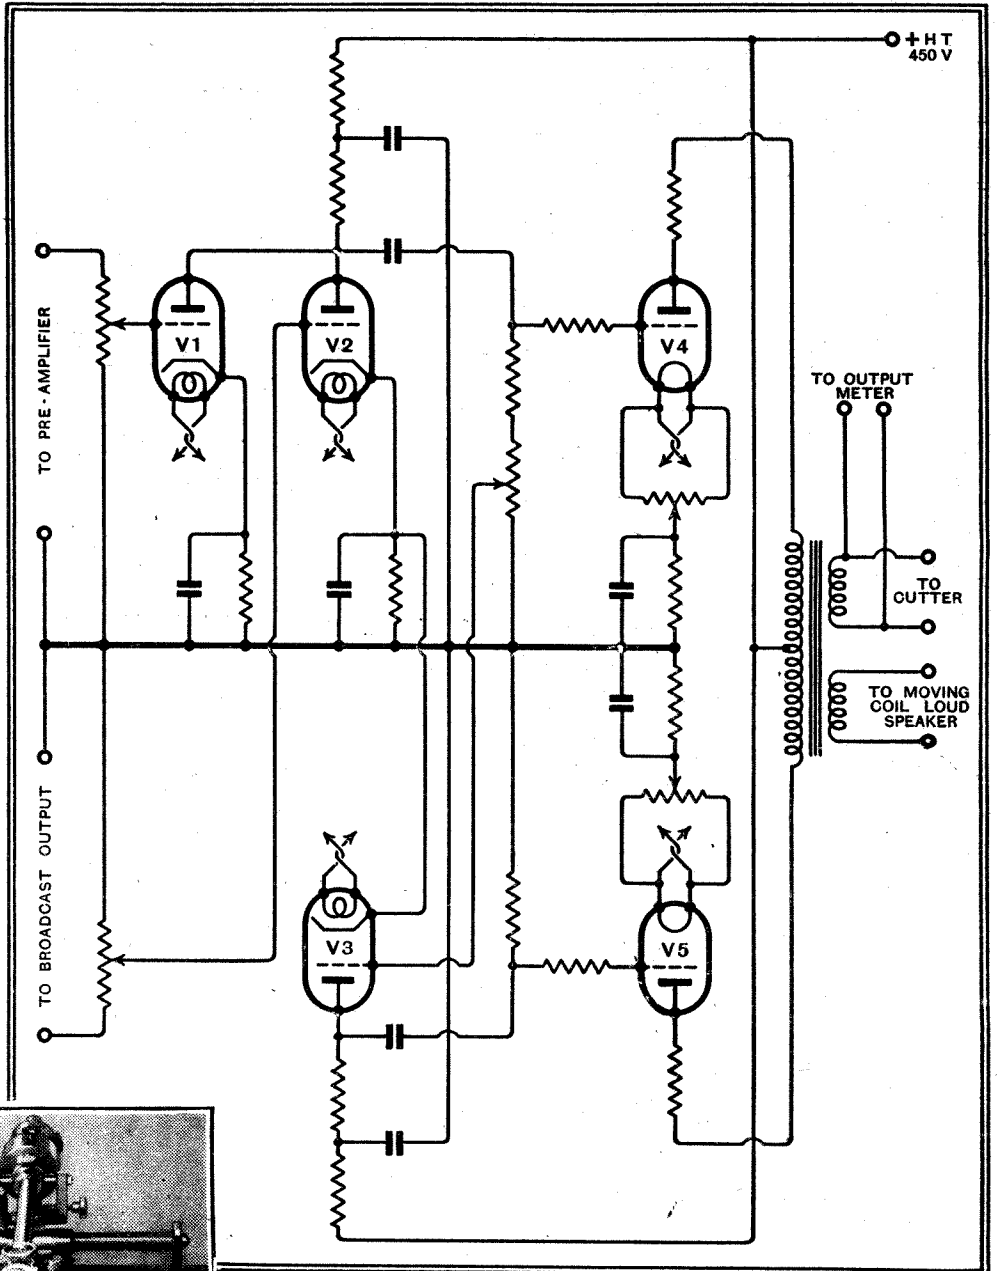 + H T
450 V
TO PRE-AMPLIFIER
V1
V2
V4
TO OUTPUT
METER
TO
CUTTER
TO MOVING
COIL LOUD
SPEAKER
TO BROADCAST OUTPUT
V3
V5